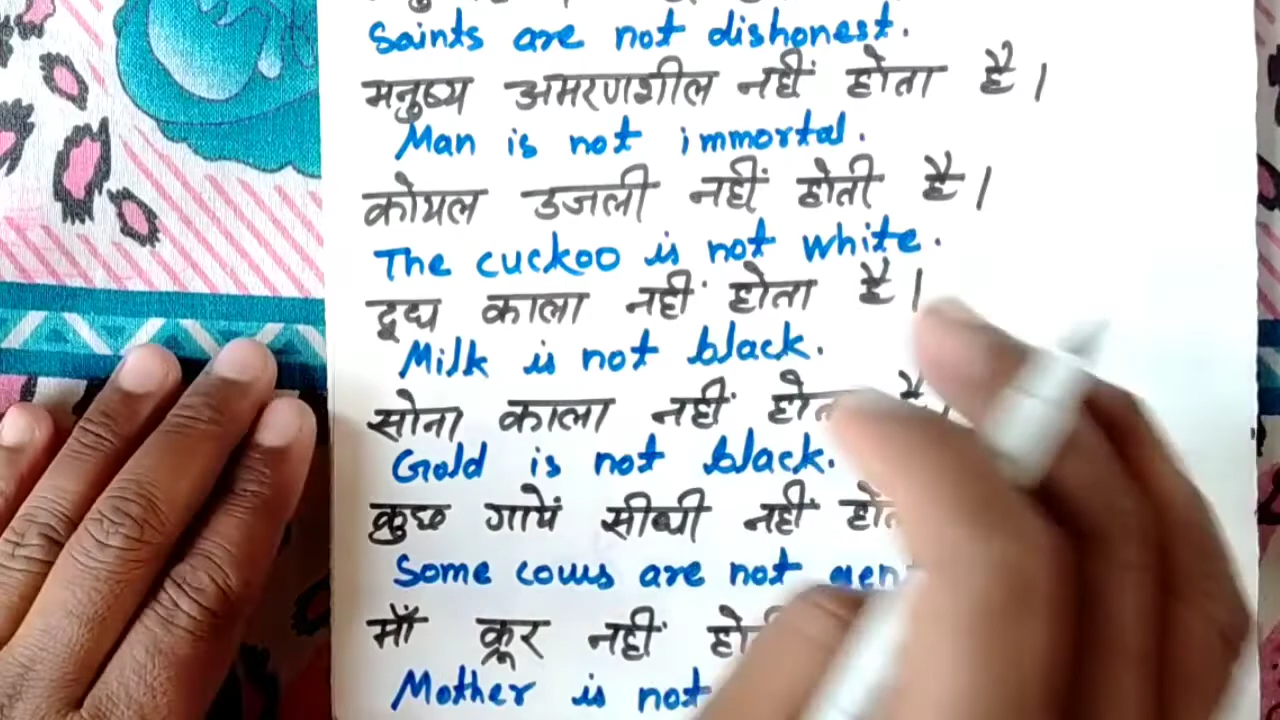 Saints are not dishonest.
मनुष्य अमरणशील नहीं होता है।
Man is not immortal.
कोयल उजली नहीं होती है।
The cuckoo is not white.
दूध काला नहीं होता है।
Milk is not black.
सोना काला नहीं
Gold is not black.
कुछ गायें सीधी नहीं
Some cows are not
माँ क्रूर नहीं
Mother is not